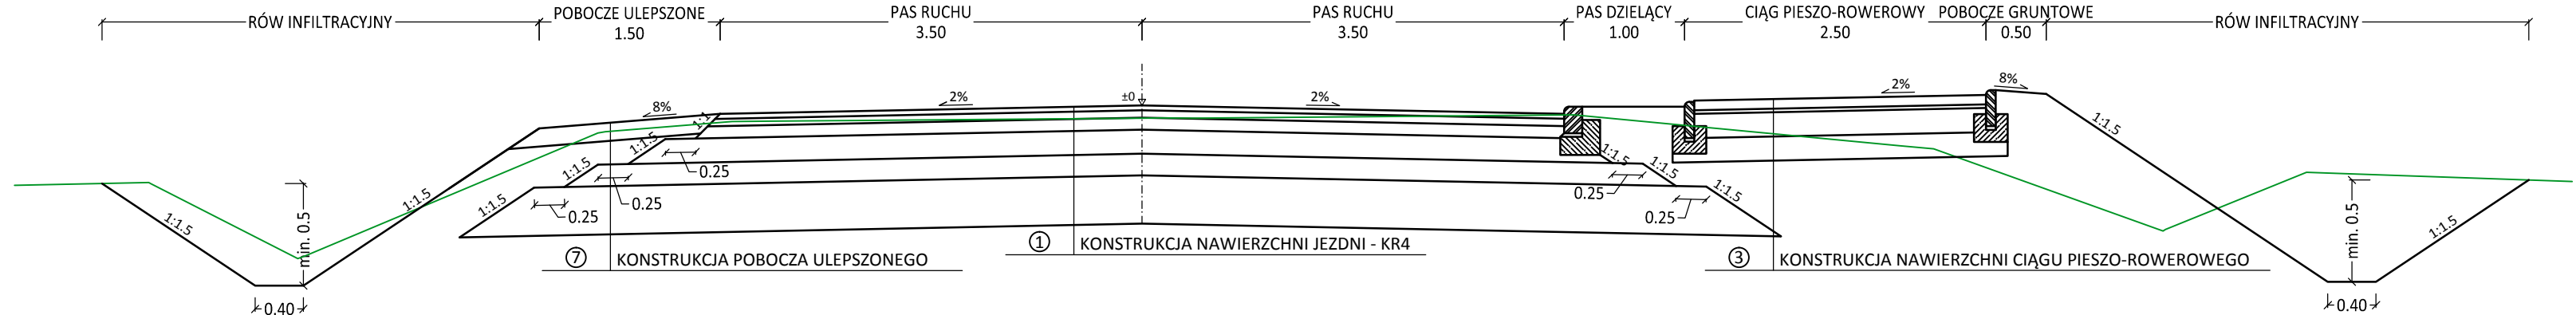 RÓW INFILTRACYJNY
POBOCZE ULEPSZONE
1.50
PAS RUCHU
3.50
PAS RUCHU
3.50
PAS DZIELĄCY
1.00
CIĄG PIESZO-ROWEROWY
2.50
POBOCZE GRUNTOWE
0.50
RÓW INFILTRACYJNY
8%
1:1
2%
±0
2%
2%
8%
1:1.5
1:1.5
1:1.5
1:1.5
1:1.5
0.25
0.25
0.25
1:1.5
1:1.5
1:1.5
0.25
0.25
1:1.5
1:1.5
min. 0.5
0.40
min. 0.5
0.40
7 KONSTRUKCJA POBOCZA ULEPSZONEGO
1 KONSTRUKCJA NAWIERZCHNI JEZDNI - KR4
3 KONSTRUKCJA NAWIERZCHNI CIĄGU PIESZO-ROWEROWEGO